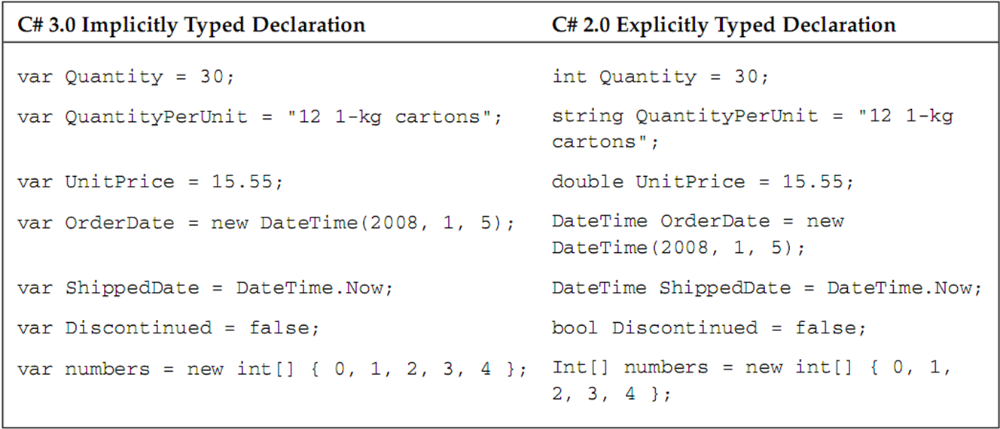 C# 3.0 Implicitly Typed Declaration C# 2.0 Explicitly Typed Declaration
var Quantity = 30; int Quantity = 30;
var QuantityPerUnit = "12 1-kg cartons"; string QuantityPerUnit = "12 1-kg
cartons";
var UnitPrice = 15.55; double UnitPrice = 15.55;
var OrderDate = new DateTime(2008, 1, 5); DateTime OrderDate = new
DateTime(2008, 1, 5);
var ShippedDate = DateTime.Now; DateTime ShippedDate = DateTime.Now;
var Discontinued = false; bool Discontinued = false;
var numbers = new int[] { 0, 1, 2, 3, 4 }; Int[] numbers = new int[] { 0, 1,
2, 3, 4 };